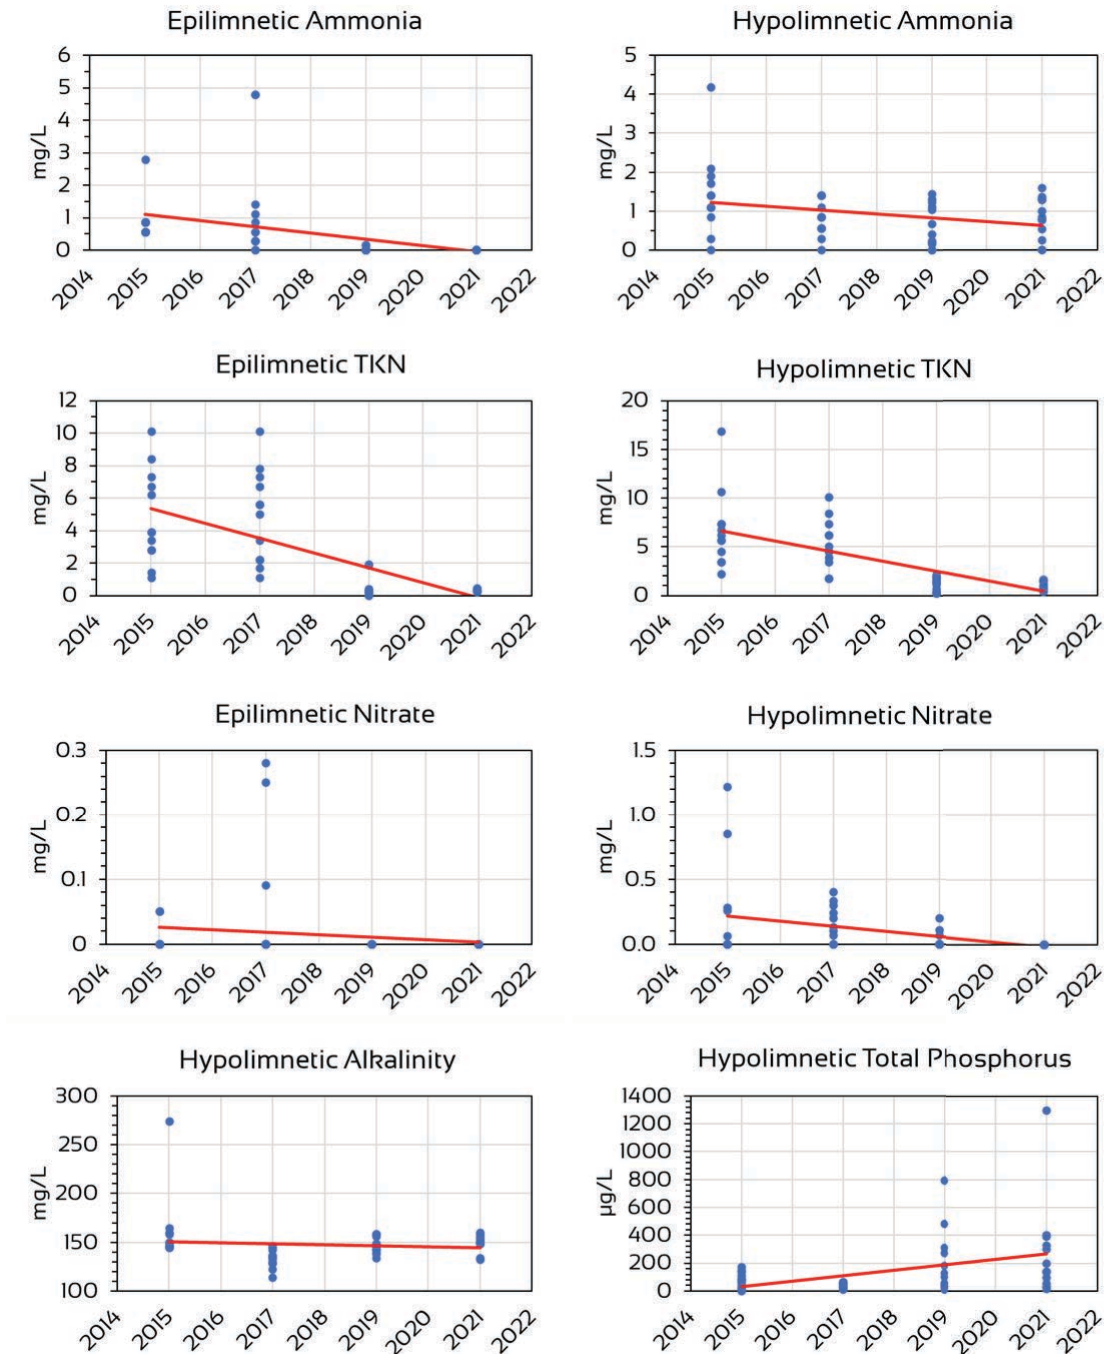 Epilimnetic Ammonia
6
5
4
3
2
1
0
mg/L
2014 2015 2016 2017 2018 2019 2020 2021 2022
Hypolimnetic Ammonia
5
4
3
2
1
0
mg/L
2014 2015 2016 2017 2018 2019 2020 2021 2022
Epilimnetic TKN
12
10
8
6
4
2
0
mg/L
2014 2015 2016 2017 2018 2019 2020 2021 2022
Hypolimnetic TKN
20
15
10
5
0
mg/L
2014 2015 2016 2017 2018 2019 2020 2021 2022
Epilimnetic Nitrate
0.3
0.2
0.1
0
mg/L
2014 2015 2016 2017 2018 2019 2020 2021 2022
Hypolimnetic Nitrate
1.5
1.0
0.5
0.0
mg/L
2014 2015 2016 2017 2018 2019 2020 2021 2022
Hypolimnetic Alkalinity
300
250
200
150
100
mg/L
2014 2015 2016 2017 2018 2019 2020 2021 2022
Hypolimnetic Total Phosphorus
1400
1200
1000
800
600
400
200
0
µg/L
2014 2015 2016 2017 2018 2019 2020 2021 2022